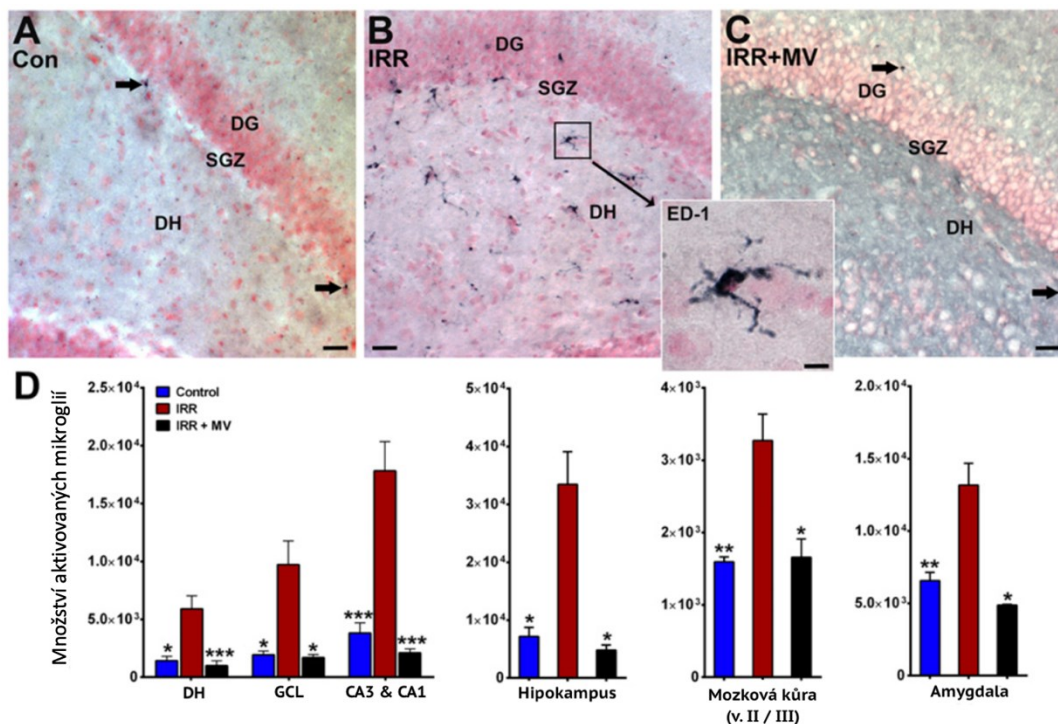 A
Con
DG
SGZ
DH
B
IRR
DG
SGZ
DH
ED-1
C
IRR+MV
DG
SGZ
DH
D
Množství aktivovaných mikroglií
Control
IRR
IRR + MV
2.5×10⁴
2.0×10⁴
1.5×10⁴
1.0×10⁴
5.0×10³
0
* *** * * *** ***
DH GCL CA3 & CA1
5×10⁴
4×10⁴
3×10⁴
2×10⁴
1×10⁴
0
* *
Hipokampus
4×10³
3×10³
2×10³
1×10³
0
** *
Mozková kůra
(v. II / III)
2.0×10⁴
1.5×10⁴
1.0×10⁴
5.0×10³
0
** *
Amygdala